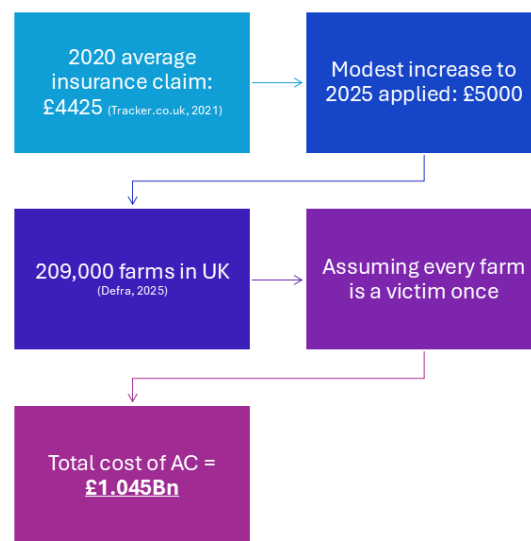 2020 average
insurance claim:
£4425 (Tracker.co.uk, 2021)
Modest increase to
2025 applied: £5000
209,000 farms in UK
(Defra, 2025)
Assuming every farm
is a victim once
Total cost of AC =
£1.045Bn